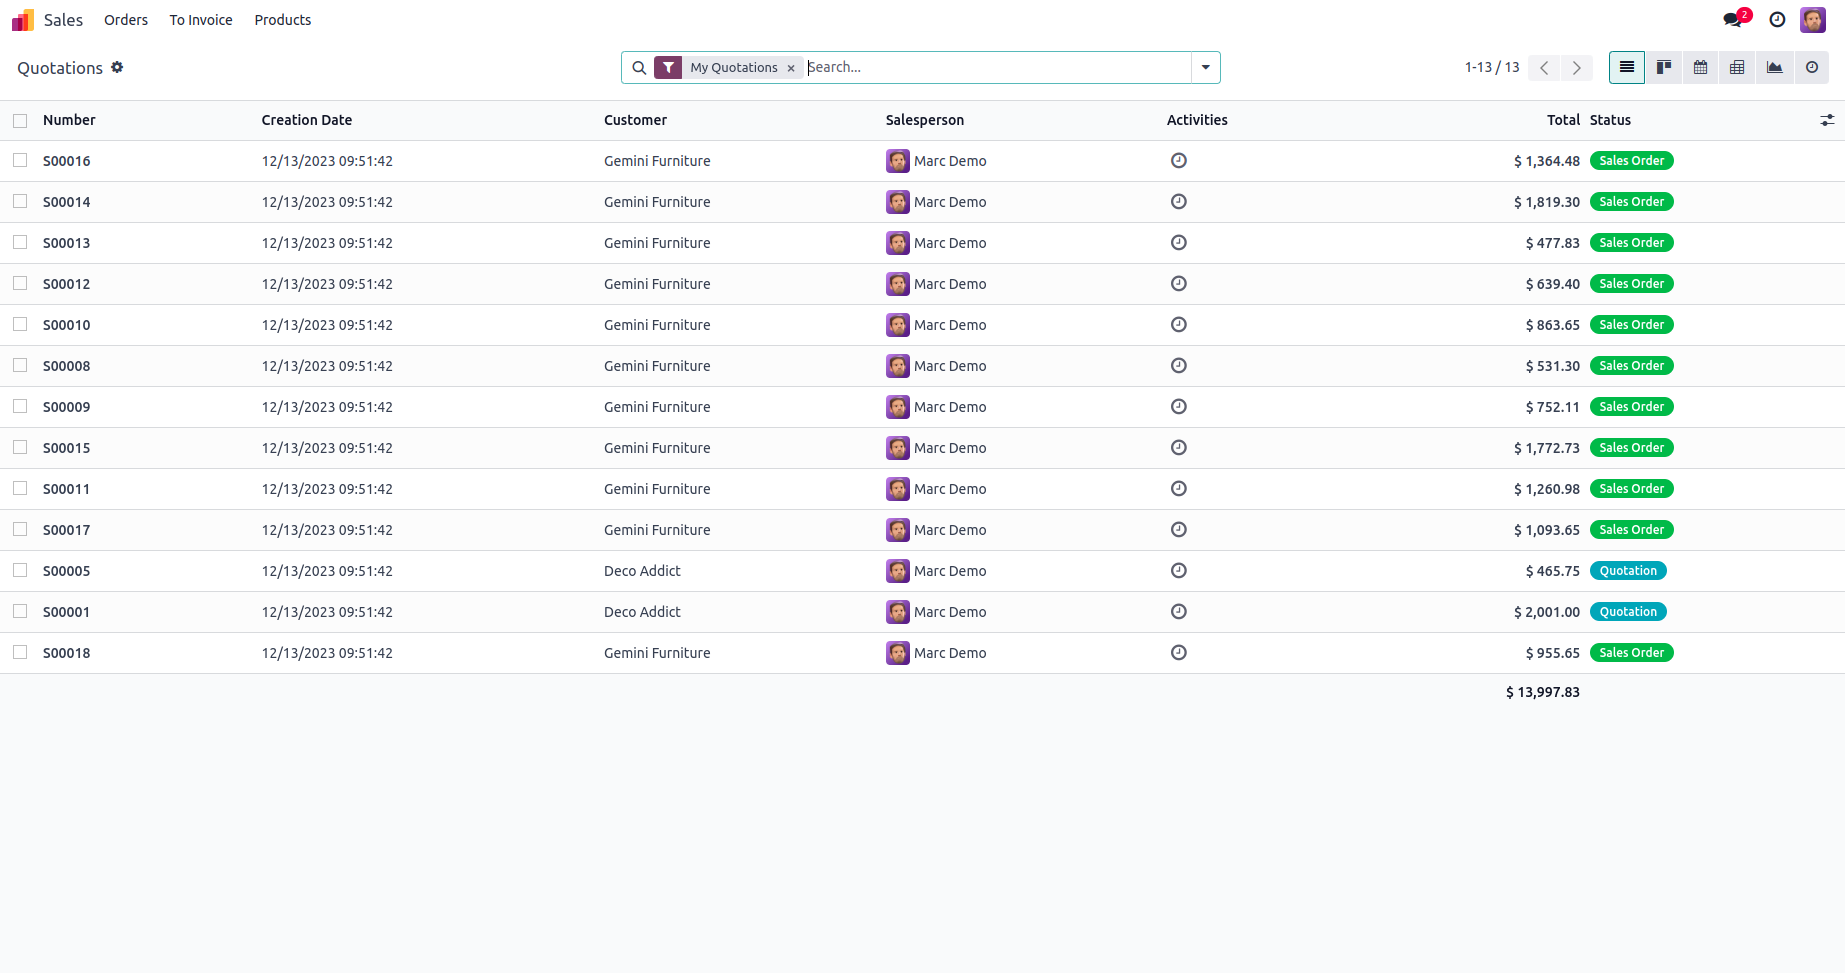 Sales Orders To Invoice Products 2
Quotations My Quotations × Search... 1-13 / 13
Number Creation Date Customer Salesperson Activities Total Status
S00016 12/13/2023 09:51:42 Gemini Furniture Marc Demo $ 1,364.48 Sales Order
S00014 12/13/2023 09:51:42 Gemini Furniture Marc Demo $ 1,819.30 Sales Order
S00013 12/13/2023 09:51:42 Gemini Furniture Marc Demo $ 477.83 Sales Order
S00012 12/13/2023 09:51:42 Gemini Furniture Marc Demo $ 639.40 Sales Order
S00010 12/13/2023 09:51:42 Gemini Furniture Marc Demo $ 863.65 Sales Order
S00008 12/13/2023 09:51:42 Gemini Furniture Marc Demo $ 531.30 Sales Order
S00009 12/13/2023 09:51:42 Gemini Furniture Marc Demo $ 752.11 Sales Order
S00015 12/13/2023 09:51:42 Gemini Furniture Marc Demo $ 1,772.73 Sales Order
S00011 12/13/2023 09:51:42 Gemini Furniture Marc Demo $ 1,260.98 Sales Order
S00017 12/13/2023 09:51:42 Gemini Furniture Marc Demo $ 1,093.65 Sales Order
S00005 12/13/2023 09:51:42 Deco Addict Marc Demo $ 465.75 Quotation
S00001 12/13/2023 09:51:42 Deco Addict Marc Demo $ 2,001.00 Quotation
S00018 12/13/2023 09:51:42 Gemini Furniture Marc Demo $ 955.65 Sales Order
$ 13,997.83